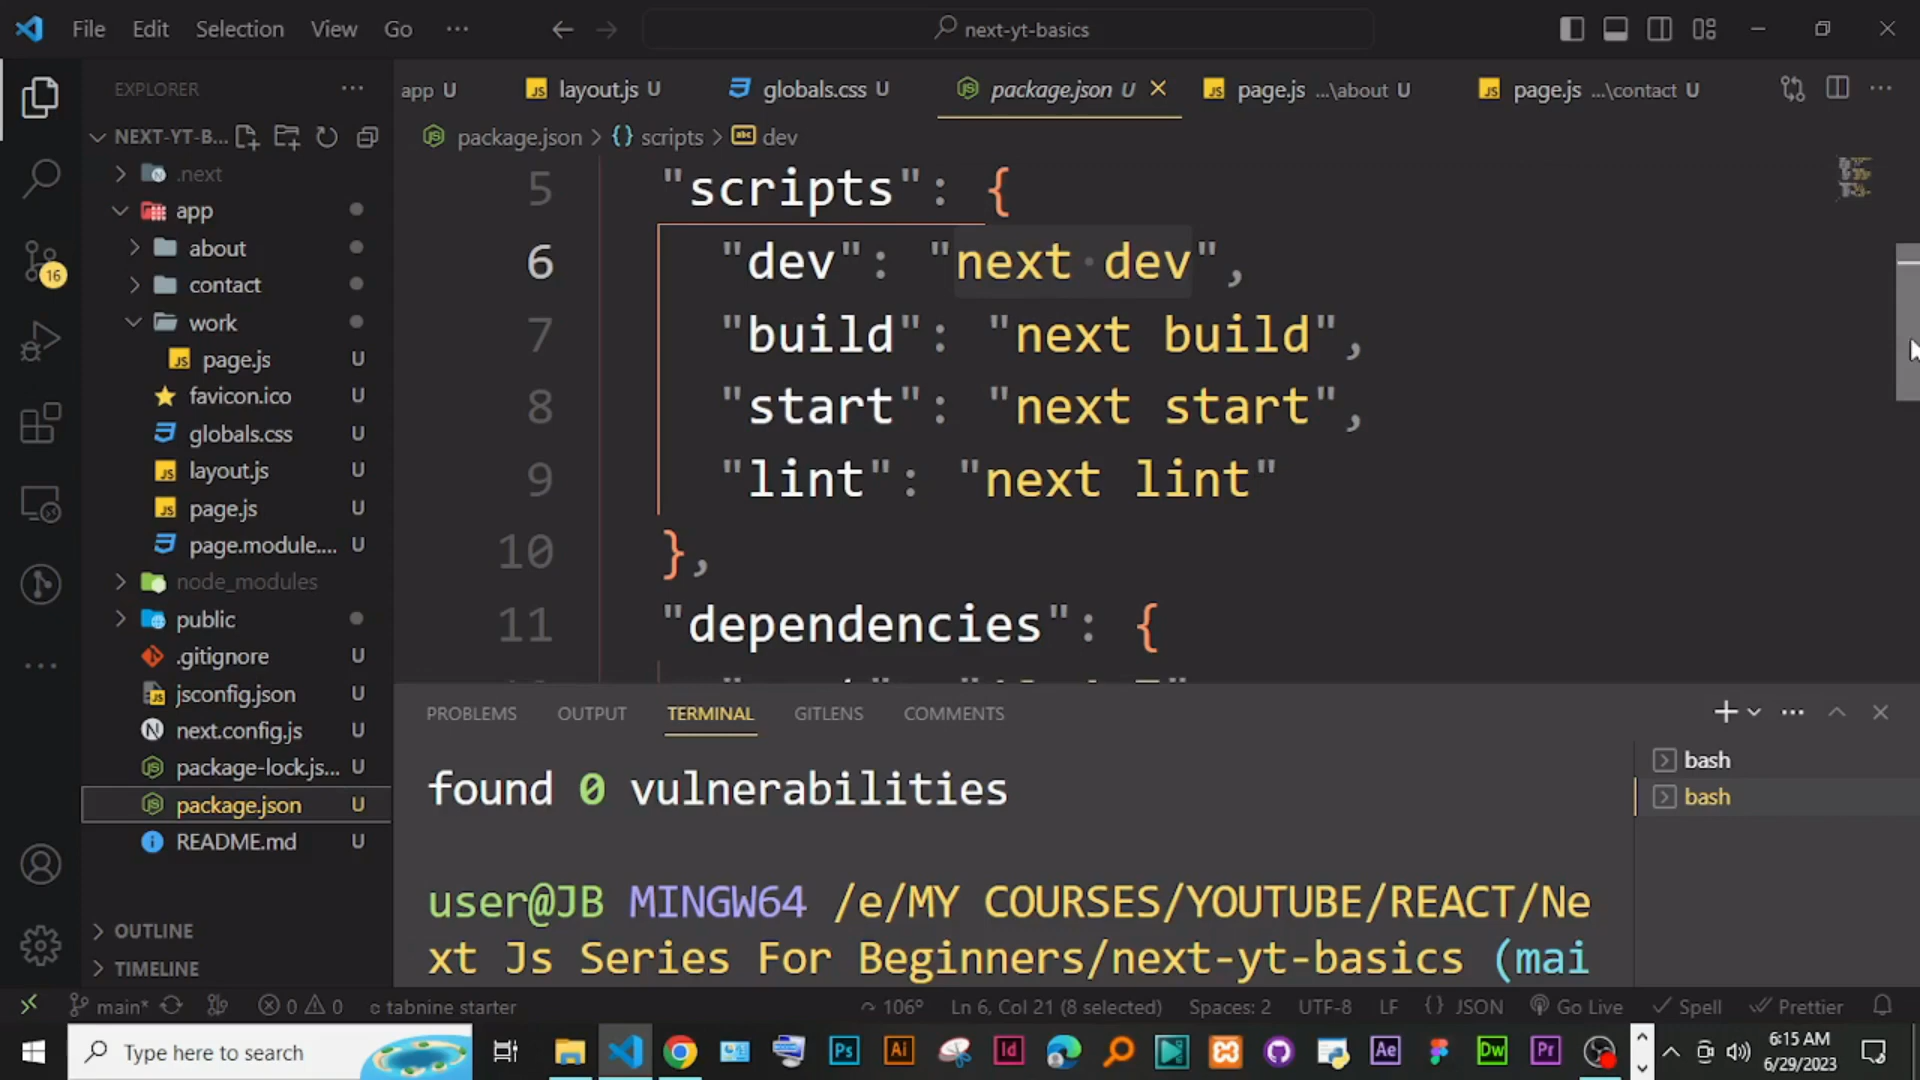 File Edit Selection View Go ··· next-yt-basics
EXPLORER ···
NEXT-YT-B...
.next
app
about
contact
work
page.js U
favicon.ico U
globals.css U
layout.js U
page.js U
page.module.... U
node_modules
public
.gitignore U
jsconfig.json U
next.config.js U
package-lock.js... U
package.json U
README.md U
OUTLINE
TIMELINE
16
app U layout.js U globals.css U package.json U page.js ...\about U page.js ...\contact U
package.json > {} scripts > dev
5 "scripts": {
6 "dev": "next·dev",
7 "build": "next build",
8 "start": "next start",
9 "lint": "next lint"
10 },
11 "dependencies": {
PROBLEMS OUTPUT TERMINAL GITLENS COMMENTS
found 0 vulnerabilities
user@JB MINGW64 /e/MY COURSES/YOUTUBE/REACT/Ne
xt Js Series For Beginners/next-yt-basics (mai
bash
bash
main* 0 0 tabnine starter 106° Ln 6, Col 21 (8 selected) Spaces: 2 UTF-8 LF {} JSON Go Live Spell Prettier
Type here to search
Ps Ai Id Ae Dw Pr
6:15 AM
6/29/2023